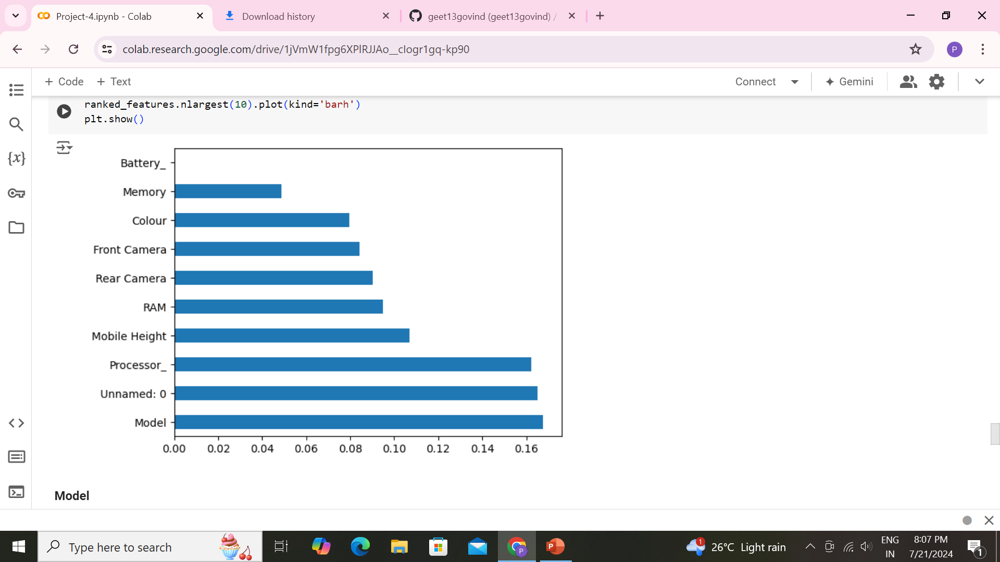 Project-4.ipynb - Colab
Download history
geet13govind (geet13govind) /
colab.research.google.com/drive/1jVmW1fpg6XPlRJJAo__cIogr1gq-kp90
P
+ Code + Text
Connect
Gemini
ranked_features.nlargest(10).plot(kind='barh')
plt.show()
{x}
Battery_
Memory
Colour
Front Camera
Rear Camera
RAM
Mobile Height
Processor_
Unnamed: 0
Model
0.00 0.02 0.04 0.06 0.08 0.10 0.12 0.14 0.16
Model
Type here to search
P
P
1
26°C Light rain
ENG
IN
8:07 PM
7/21/2024
1